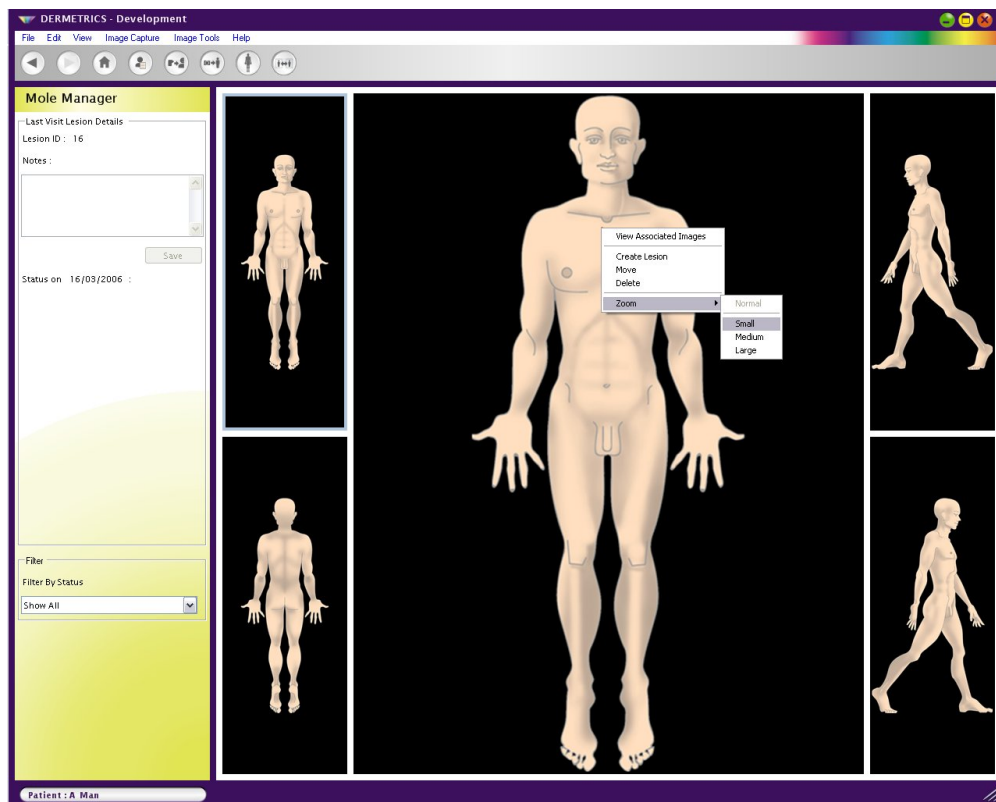 DERMETRICS - Development
File Edit View Image Capture Image Tools Help
Mole Manager
Last Visit Lesion Details
Lesion ID : 16
Notes :
Save
Status on 16/03/2006 :
Filter
Filter By Status
Show All
View Associated Images
Create Lesion
Move
Delete
Zoom
Normal
Small
Medium
Large
Patient : A Man